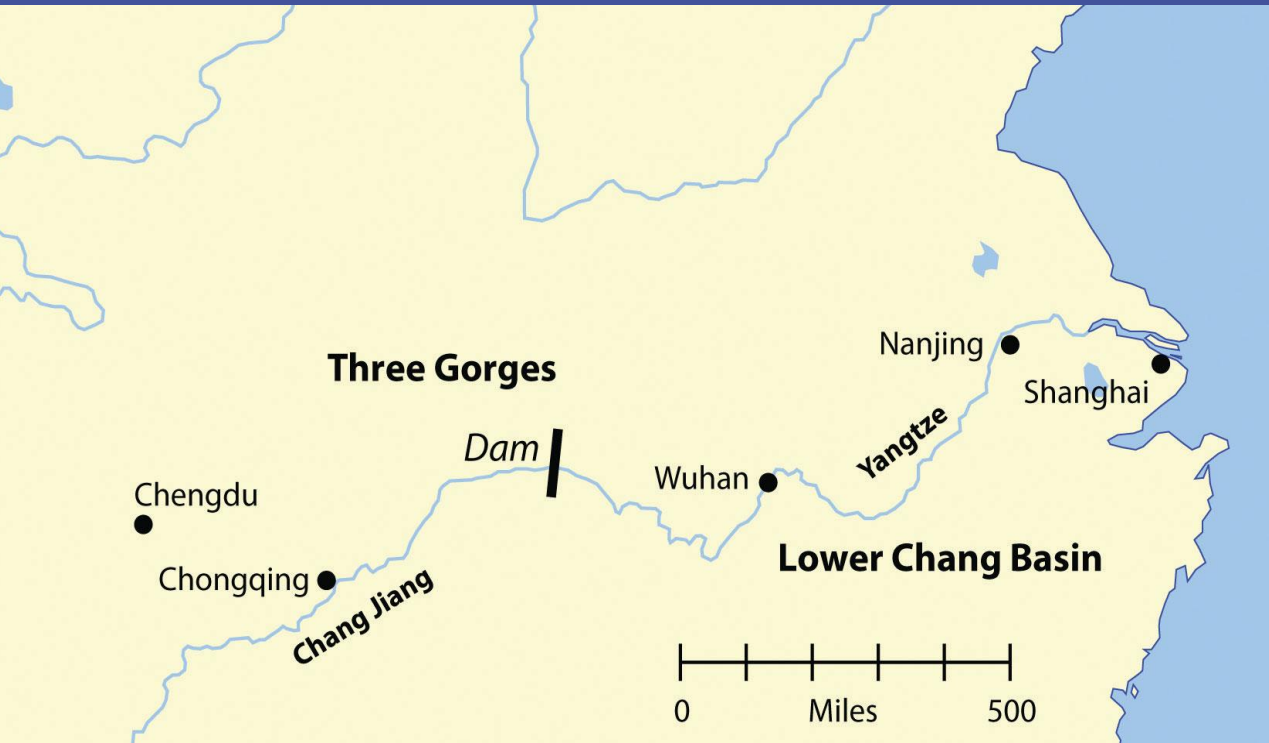 Nanjing
Shanghai
Three Gorges
Yangtze
Dam
Wuhan
Chengdu
Lower Chang Basin
Chongqing
Chang Jiang
0 Miles 500